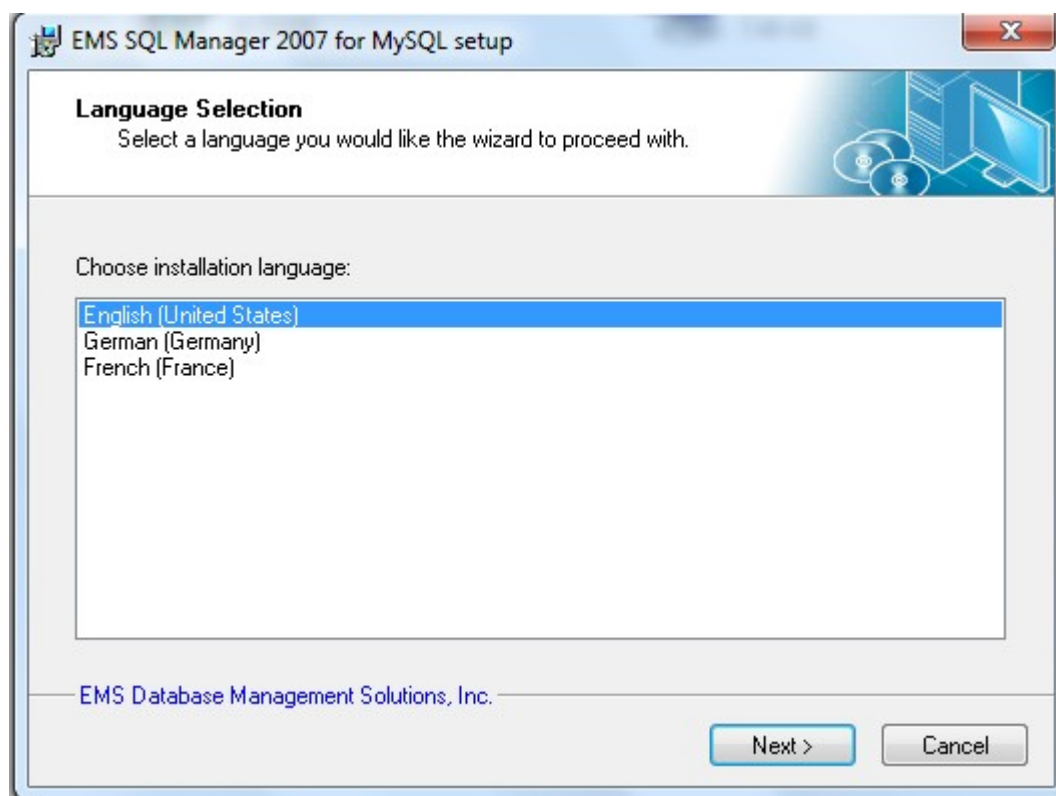 EMS SQL Manager 2007 for MySQL setup
Language Selection
Select a language you would like the wizard to proceed with.
Choose installation language:
English (United States)
German (Germany)
French (France)
EMS Database Management Solutions, Inc.
Next >
Cancel